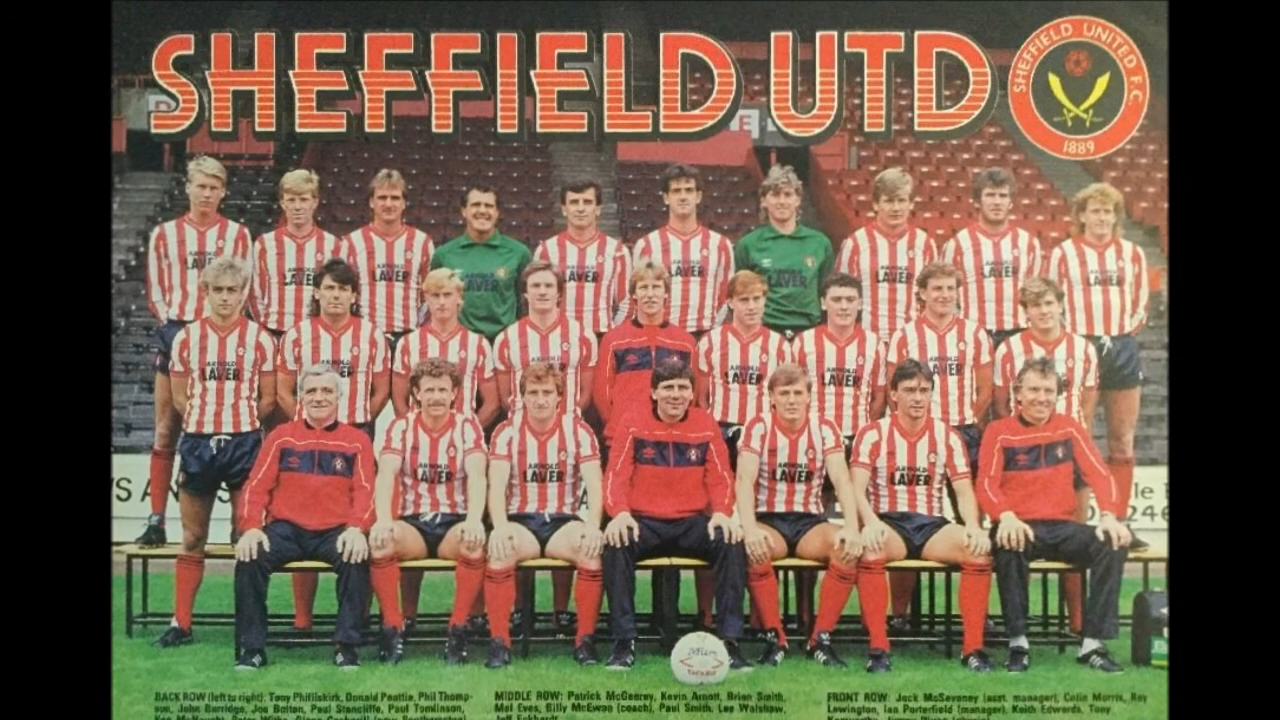 SHEFFIELD UTD
SHEFFIELD UNITED F.C.
1889
ARNOLD
LAVER
BACK ROW (left to right): Tony Philliskirk, Donald Peattie, Phil Thomp-
son, John Burridge, Joe Bolton, Paul Stancliffe, Paul Tomlinson,
MIDDLE ROW: Patrick McGeeney, Kevin Arnott, Brian Smith,
Mel Eves, Billy McEwan (coach), Paul Smith, Lee Walshaw,
Jeff Eckhardt
FRONT ROW: Jock McSeveney (asst. manager), Colin Morris, Ray
Lewington, Ian Porterfield (manager), Keith Edwards, Tony